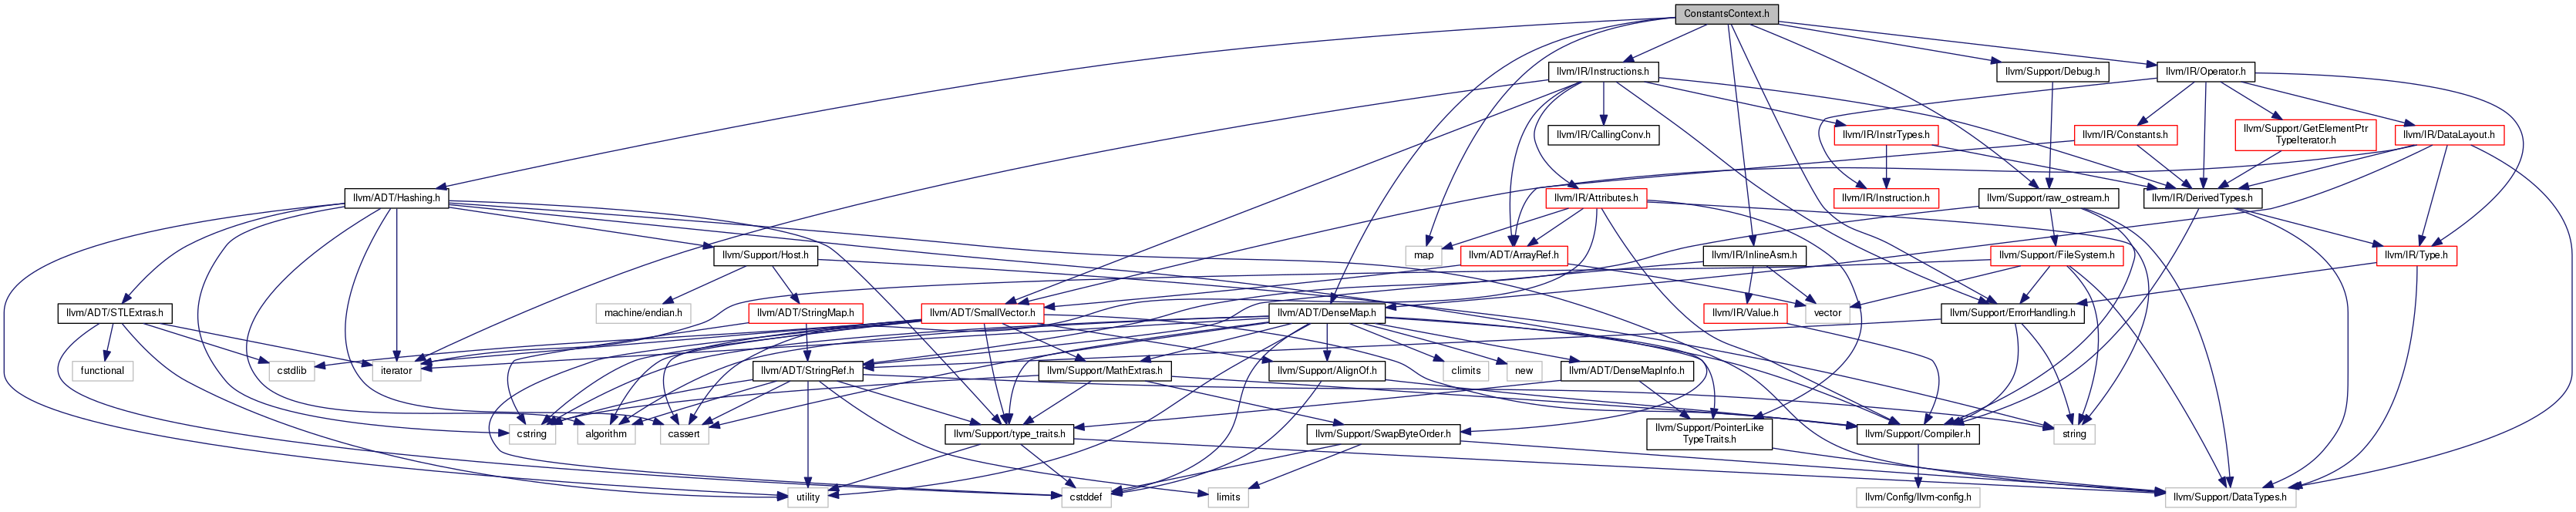 ConstantsContext.h
llvm/IR/Instructions.h
llvm/Support/Debug.h
llvm/IR/Operator.h
llvm/IR/CallingConv.h
llvm/IR/InstrTypes.h
llvm/IR/Constants.h
llvm/Support/GetElementPtr
TypeIterator.h
llvm/IR/DataLayout.h
llvm/ADT/Hashing.h
llvm/IR/Attributes.h
llvm/IR/Instruction.h
llvm/Support/raw_ostream.h
llvm/IR/DerivedTypes.h
llvm/Support/Host.h
map
llvm/ADT/ArrayRef.h
llvm/IR/InlineAsm.h
llvm/Support/FileSystem.h
llvm/IR/Type.h
llvm/ADT/STLExtras.h
machine/endian.h
llvm/ADT/StringMap.h
llvm/ADT/SmallVector.h
llvm/ADT/DenseMap.h
vector
llvm/IR/Value.h
llvm/Support/ErrorHandling.h
functional
cstdlib
iterator
llvm/ADT/StringRef.h
llvm/Support/MathExtras.h
llvm/Support/AlignOf.h
climits
new
llvm/ADT/DenseMapInfo.h
cstring
algorithm
cassert
llvm/Support/type_traits.h
llvm/Support/SwapByteOrder.h
llvm/Support/PointerLike
TypeTraits.h
llvm/Support/Compiler.h
string
utility
cstddef
limits
llvm/Config/llvm-config.h
llvm/Support/DataTypes.h